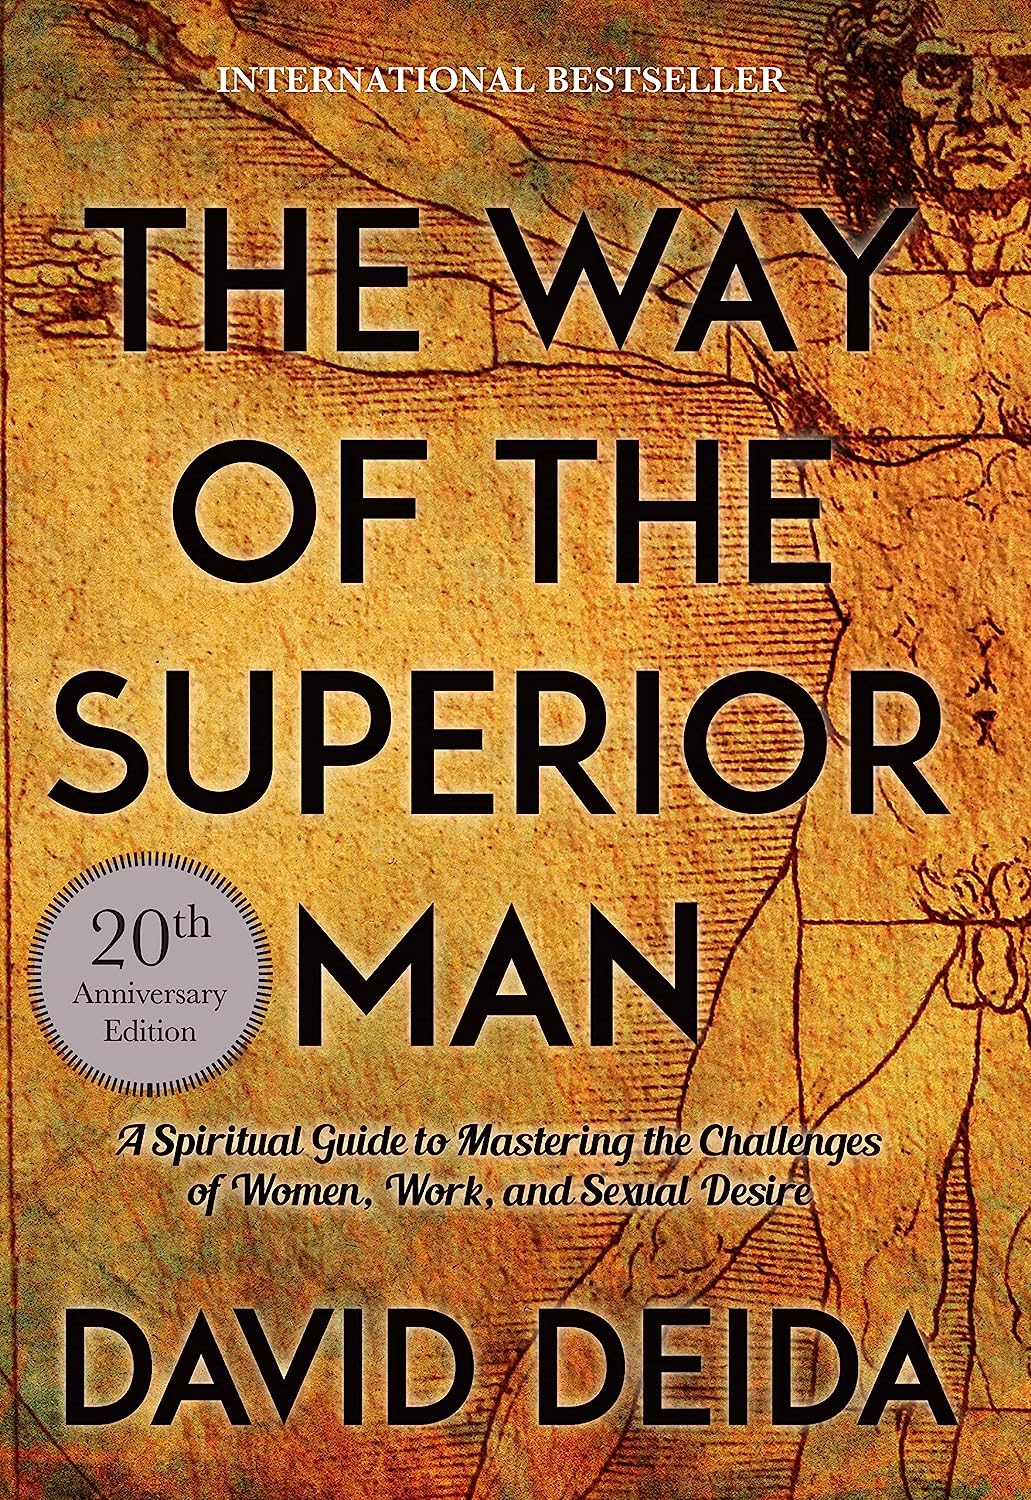 INTERNATIONAL BESTSELLER
THE WAY
OF THE
SUPERIOR
MAN
20th
Anniversary
Edition
A Spiritual Guide to Mastering the Challenges
of Women, Work, and Sexual Desire
DAVID DEIDA